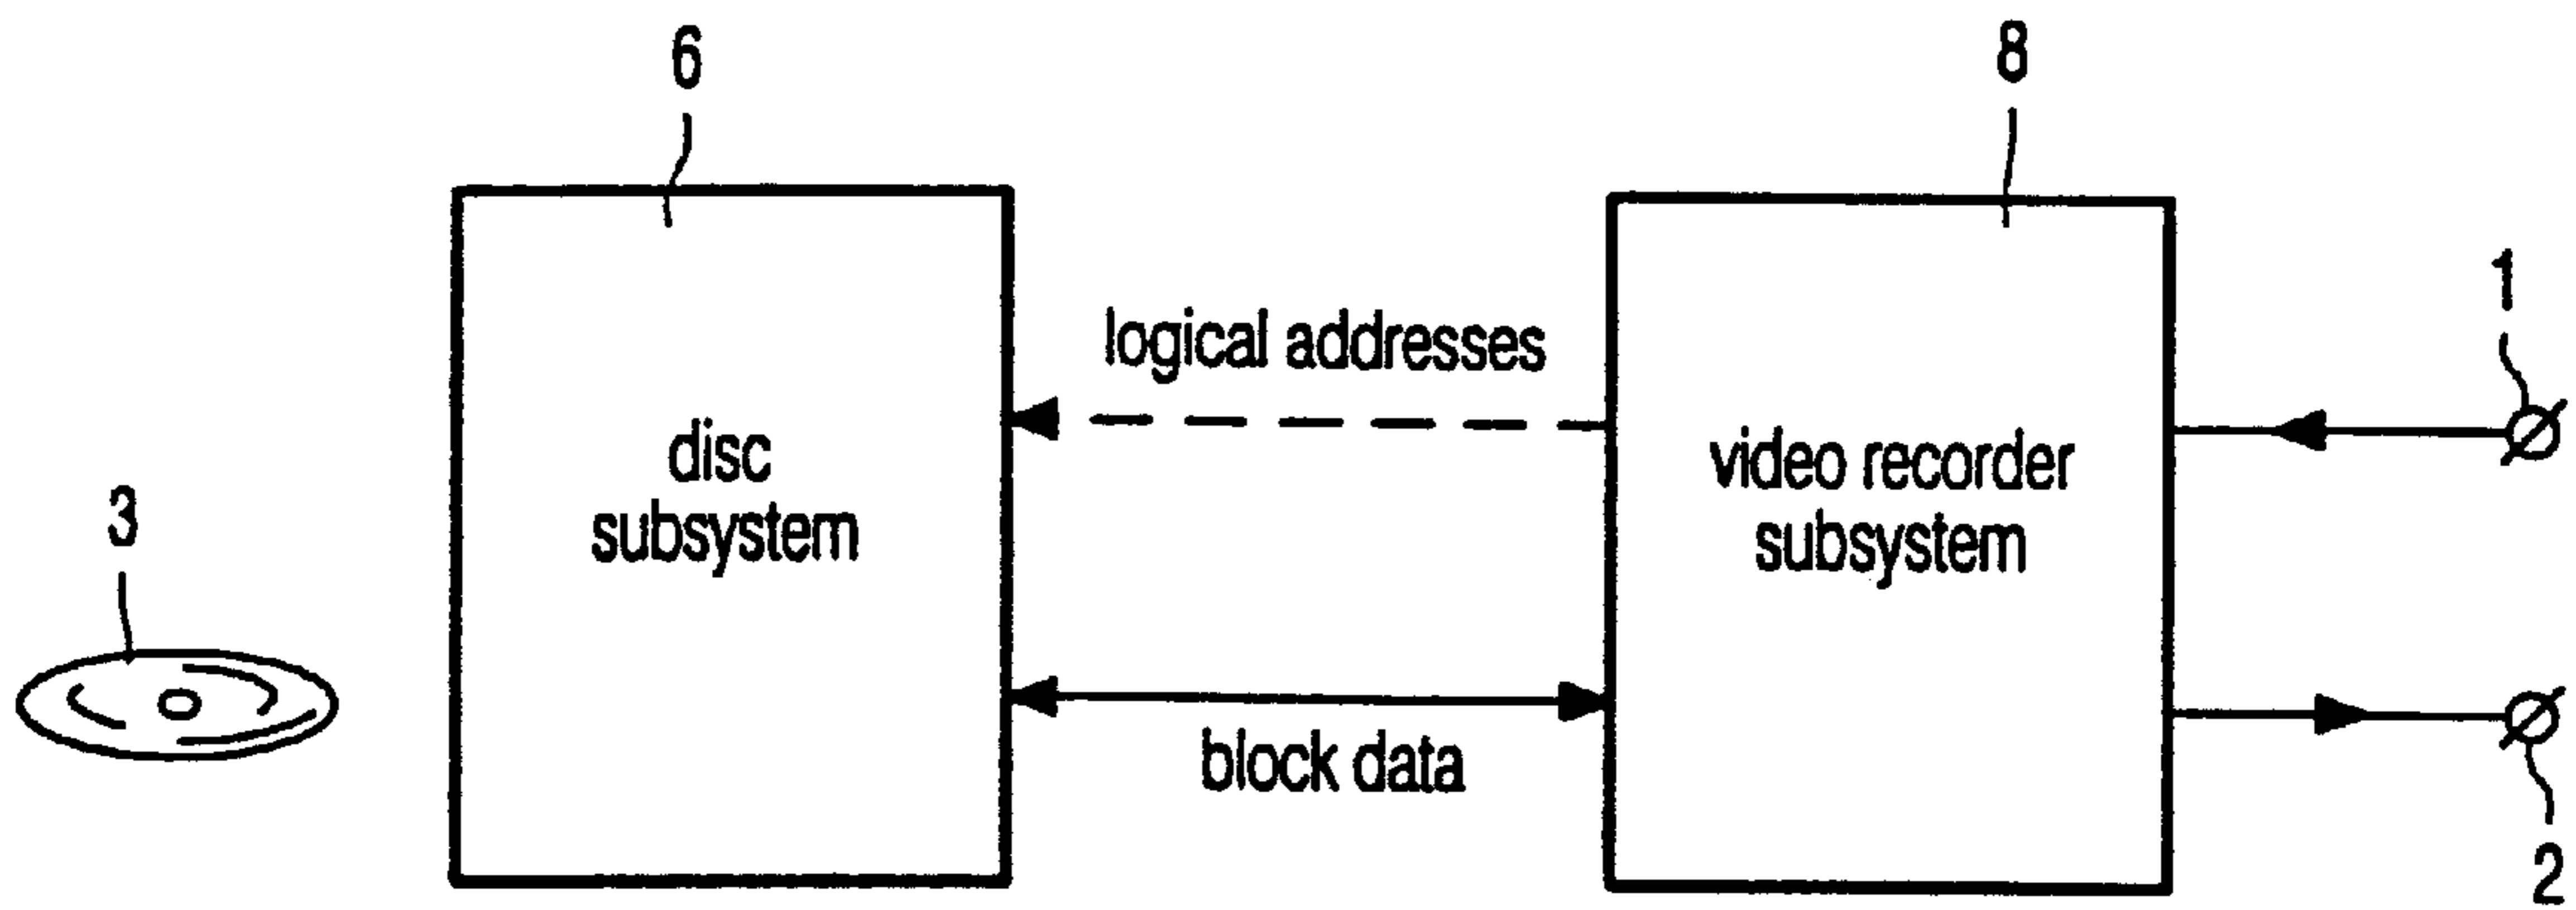 6
8
1
logical addresses
disc
subsystem
video recorder
subsystem
3
block data
2